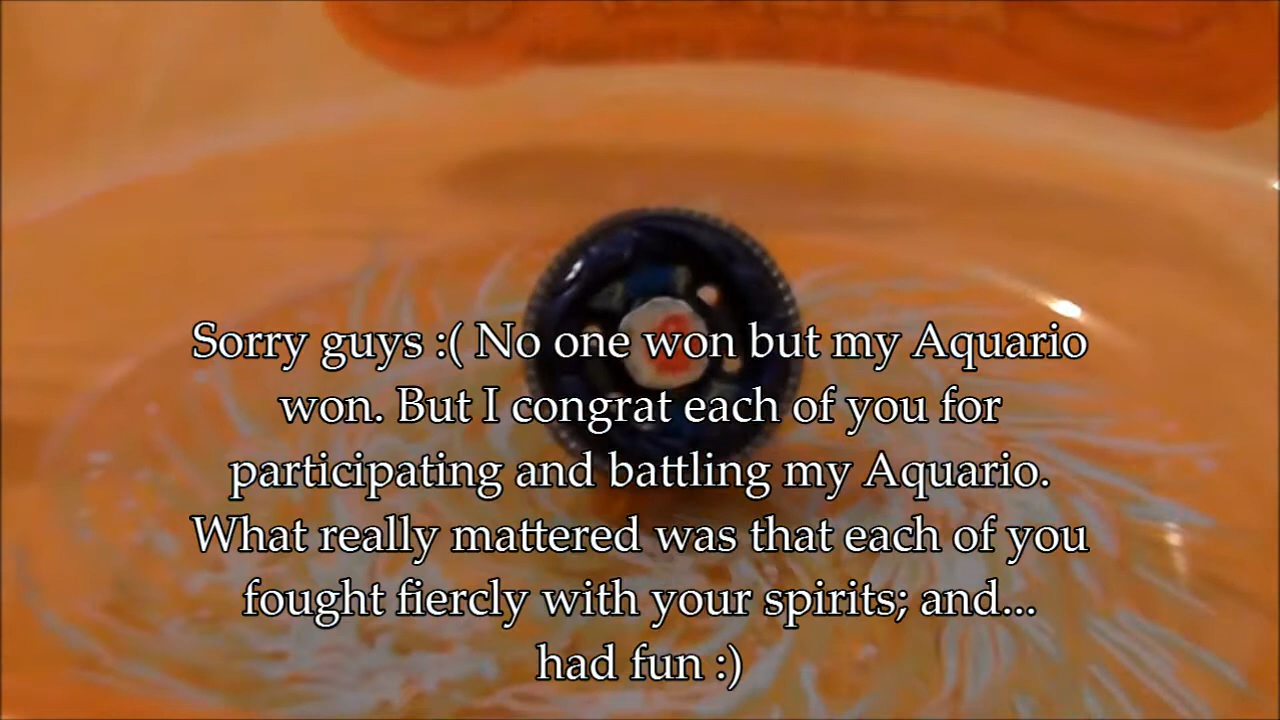 Sorry guys :( No one won but my Aquario
won. But I congrat each of you for
participating and battling my Aquario.
What really mattered was that each of you
fought fiercly with your spirits; and...
had fun :)